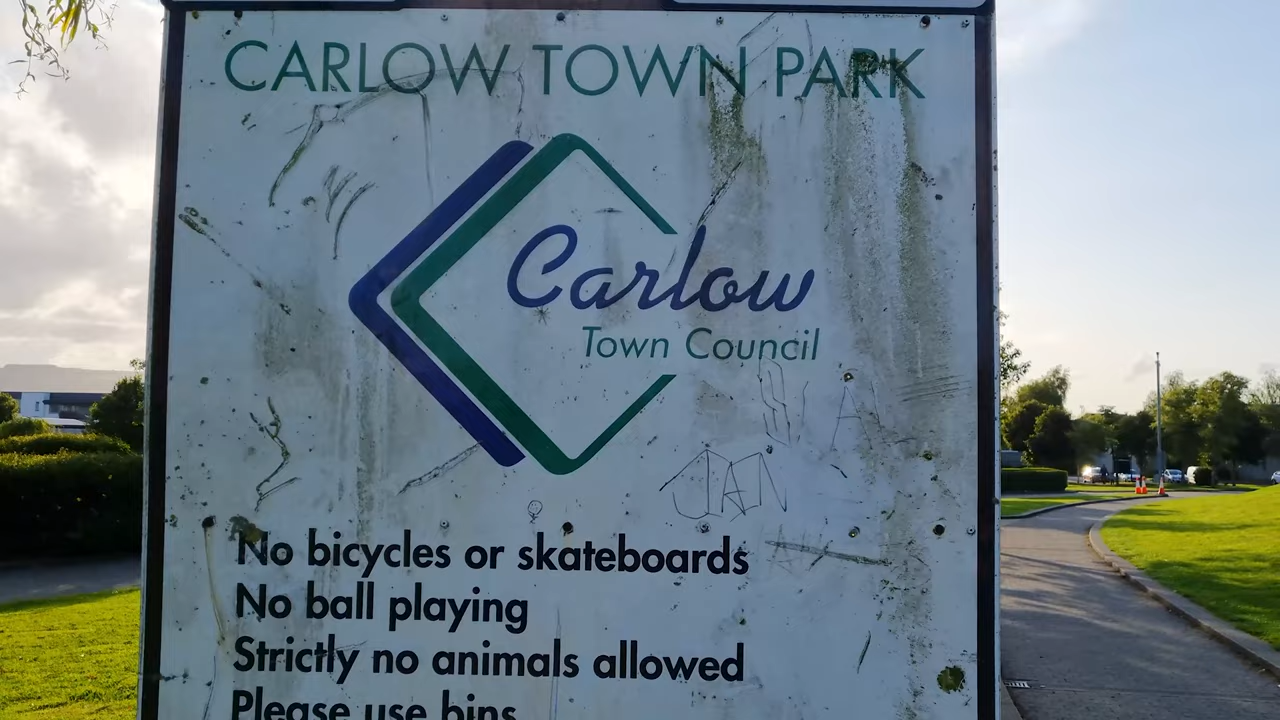 CARLOW TOWN PARK
Carlow
Town Council
JAN
No bicycles or skateboards
No ball playing
Strictly no animals allowed
Please use bins